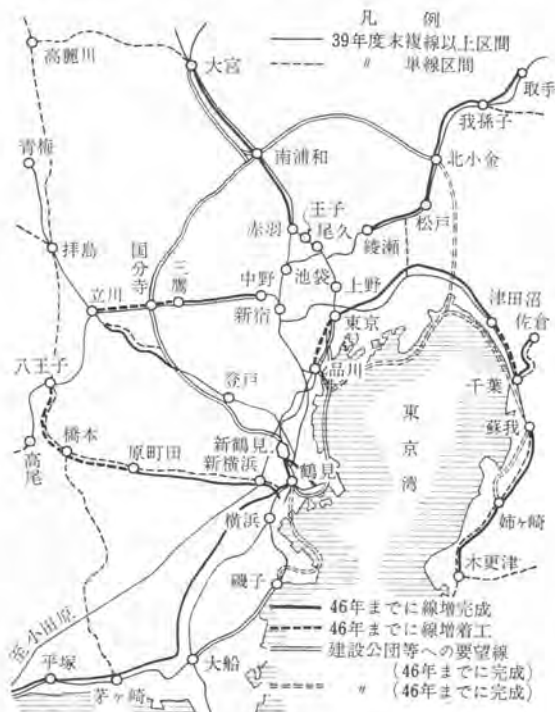 凡例
39年度末複線以上区間
〃 単線区間
高麗川
大宮
取手
我孫子
青梅
南浦和
北小金
王子
尾久
赤羽
綾瀬
松戸
拝島
国分寺
三鷹
中野
池袋
上野
立川
新宿
東京
津田沼
佐倉
八王子
品川
千葉
登戸
蘇我
橋本
原町田
新鶴見
新横浜
鶴見
東京湾
高尾
横浜
姉ヶ崎
磯子
木更津
至小田原
平塚
茅ヶ崎
大船
46年までに線増完成
46年までに線増着工
建設公団等への要望線
(46年までに完成)
〃 (46年までに完成)